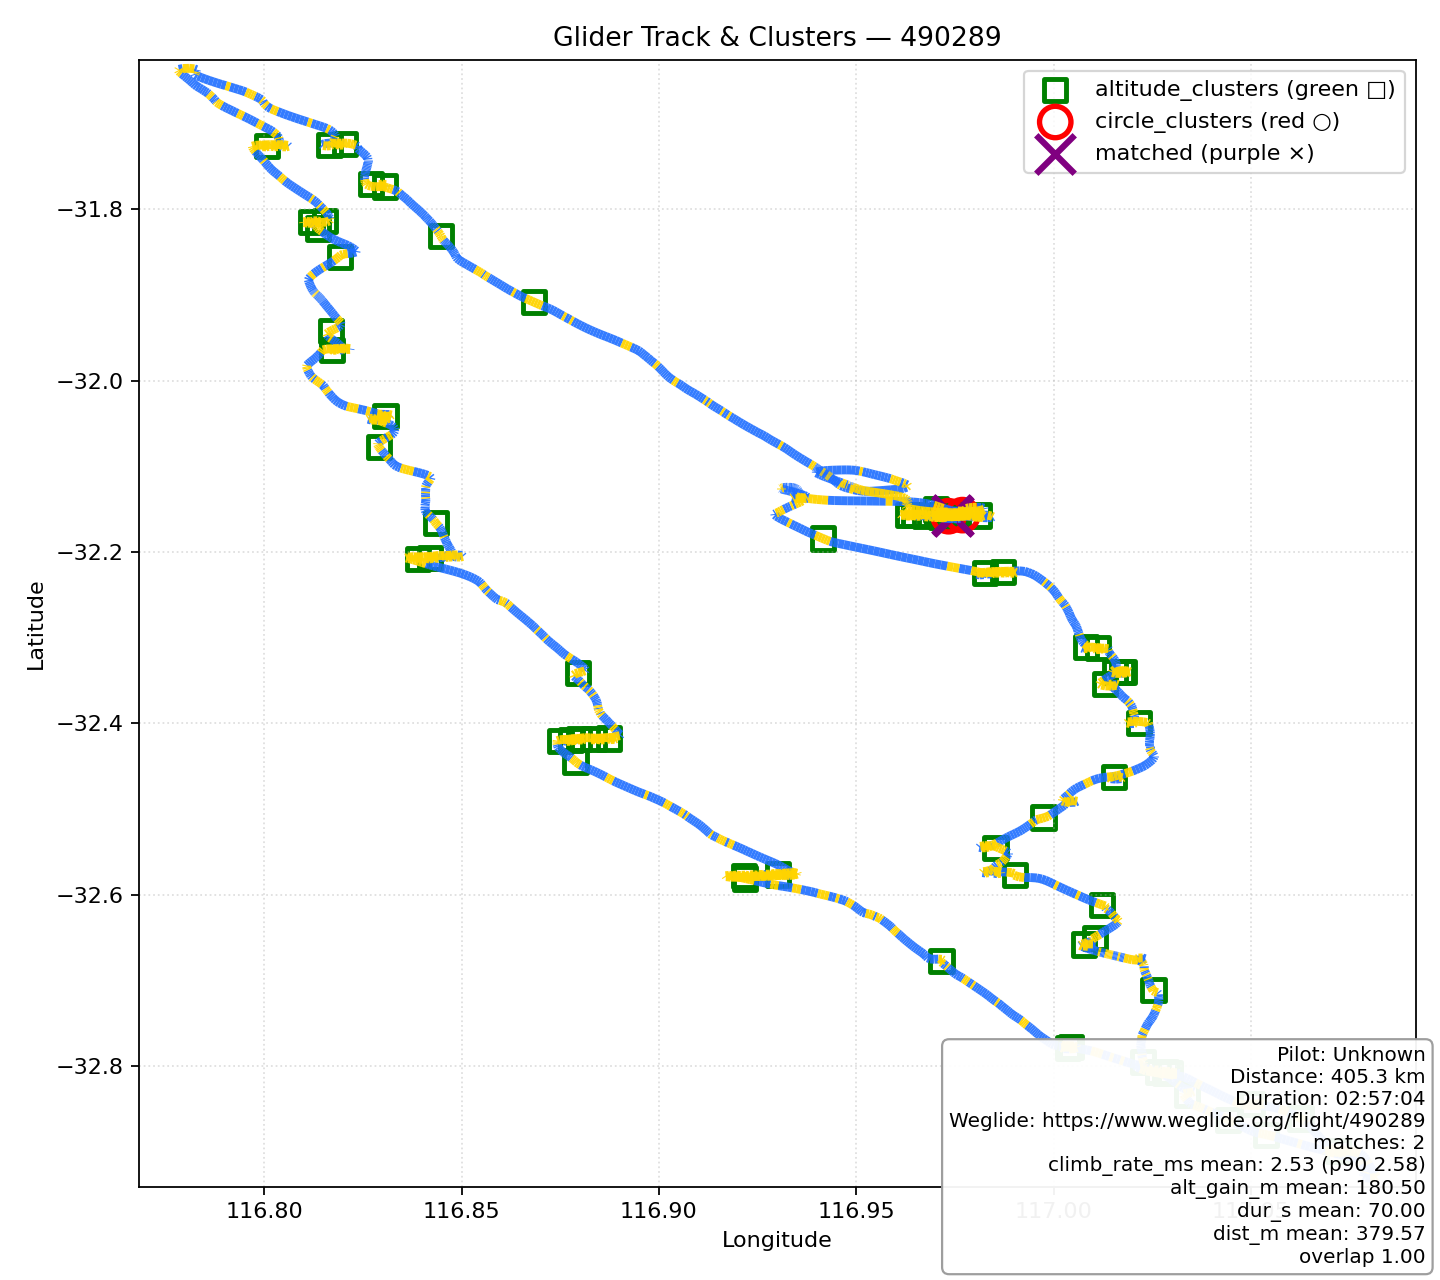 Glider Track & Clusters — 490289
altitude_clusters (green □)
circle_clusters (red ○)
matched (purple ×)
−31.8
−32.0
−32.2
−32.4
−32.6
−32.8
Latitude
116.80
116.85
116.90
116.95
117.00
Longitude
Pilot: Unknown
Distance: 405.3 km
Duration: 02:57:04
Weglide: https://www.weglide.org/flight/490289
matches: 2
climb_rate_ms mean: 2.53 (p90 2.58)
alt_gain_m mean: 180.50
dur_s mean: 70.00
dist_m mean: 379.57
overlap 1.00